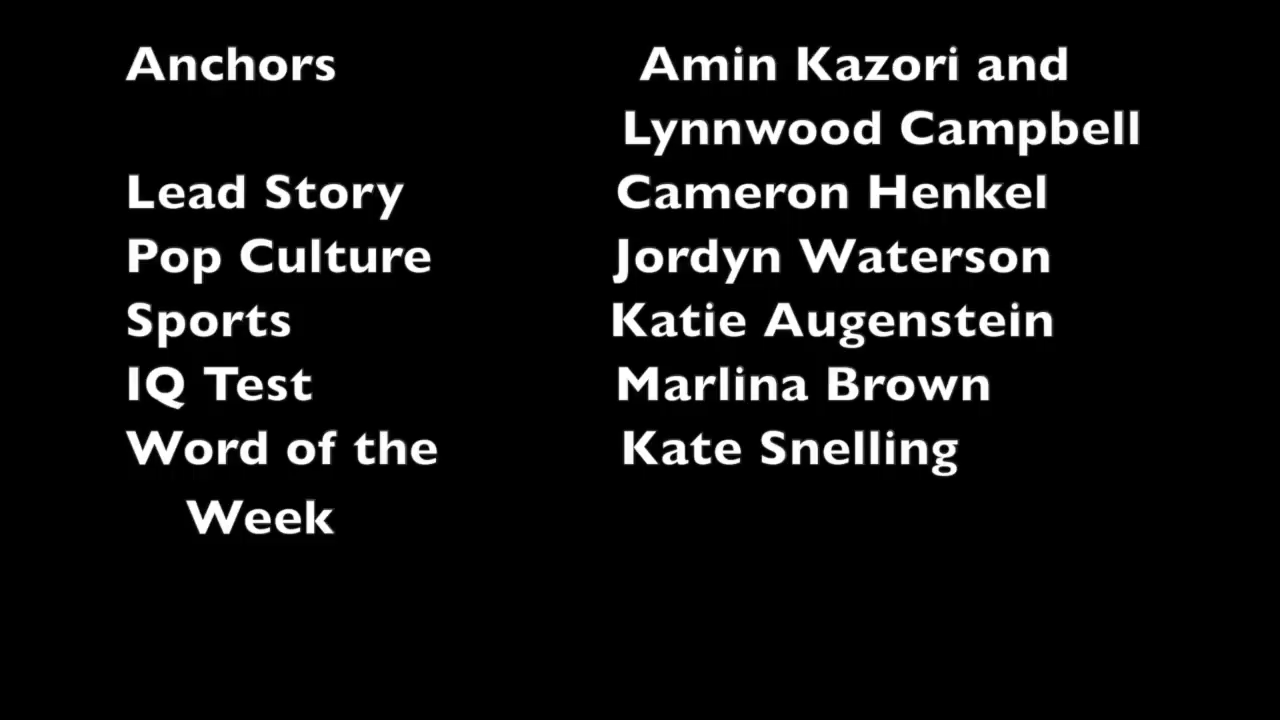 Anchors Amin Kazori and
Lynnwood Campbell
Lead Story Cameron Henkel
Pop Culture Jordyn Waterson
Sports Katie Augenstein
IQ Test Marlina Brown
Word of the Kate Snelling
Week